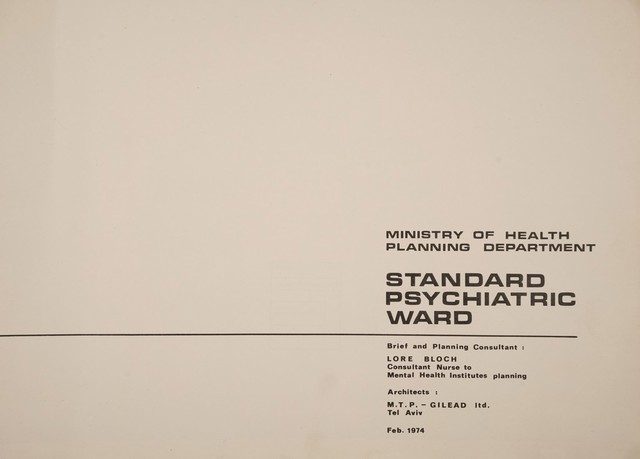 MINISTRY OF HEALTH
PLANNING DEPARTMENT
STANDARD
PSYCHIATRIC
WARD
Brief and Planning Consultant :
LORE BLOCH
Consultant Nurse to
Mental Health Institutes planning
Architects :
M.T.P. – GILEAD ltd.
Tel Aviv
Feb. 1974